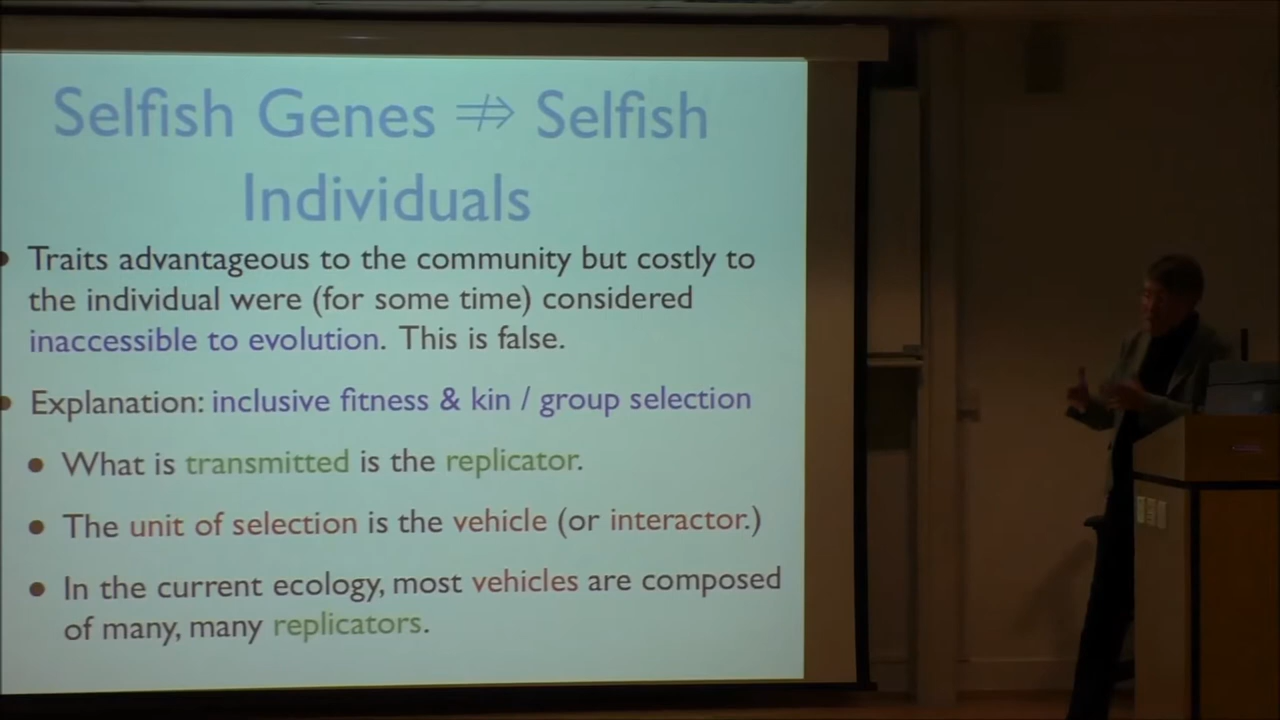 Selfish Genes ⇏ Selfish
Individuals
Traits advantageous to the community but costly to
the individual were (for some time) considered
inaccessible to evolution. This is false.
Explanation: inclusive fitness & kin / group selection
What is transmitted is the replicator.
The unit of selection is the vehicle (or interactor.)
In the current ecology, most vehicles are composed
of many, many replicators.